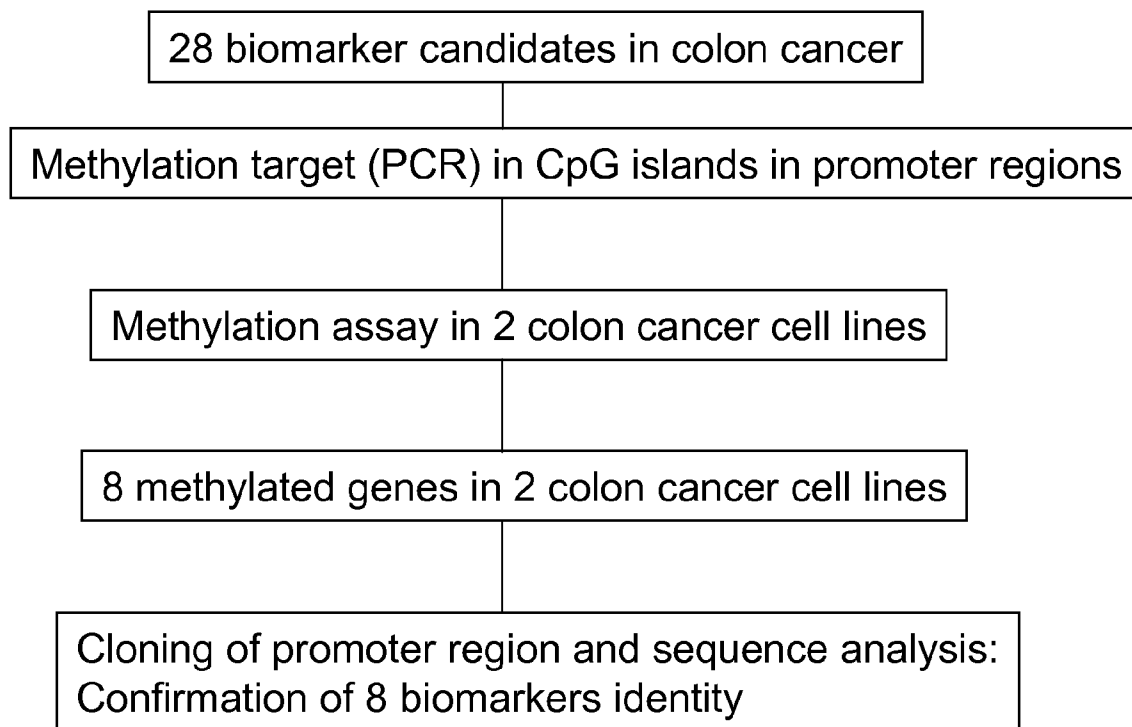 28 biomarker candidates in colon cancer
Methylation target (PCR) in CpG islands in promoter regions
Methylation assay in 2 colon cancer cell lines
8 methylated genes in 2 colon cancer cell lines
Cloning of promoter region and sequence analysis:
Confirmation of 8 biomarkers identity